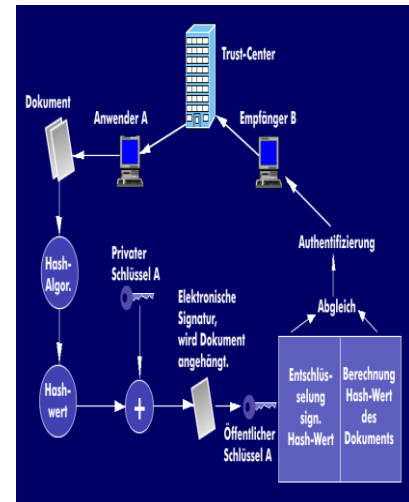 Trust-Center
Dokument
Anwender A
Empfänger B
Hash-
Algor.
Privater
Schlüssel A
Elektronische
Signatur,
wird Dokument
angehängt.
Authentifizierung
Abgleich
Hash-
wert
+
Öffentlicher
Schlüssel A
Entschlüs-
selung
sign.
Hash-Wert
Berechnung
Hash-Wert
des
Dokuments